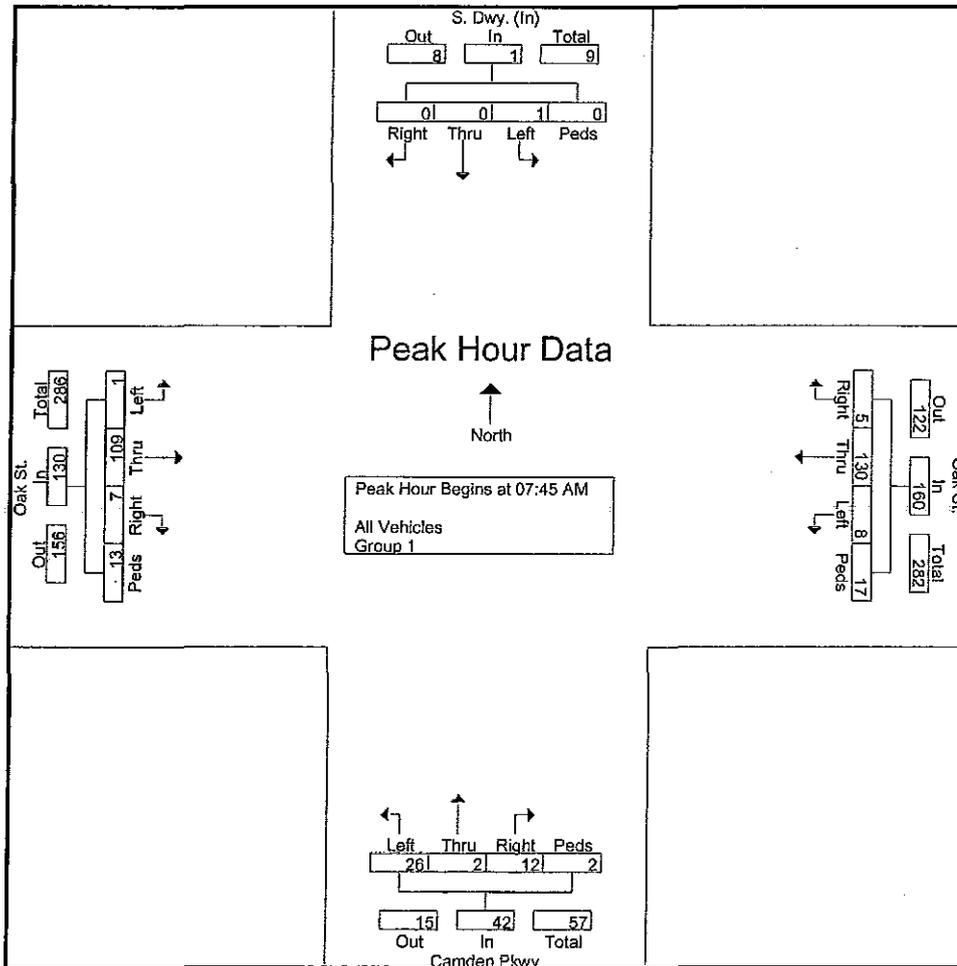 S. Dwy. (In)
Out In Total
8 1 9
0 0 1 0
Right Thru Left Peds
Peak Hour Data
North
Peak Hour Begins at 07:45 AM
All Vehicles
Group 1
Oak St.
Out In Total
156 130 286
13 7 109 1
Peds Right Thru Left
Right Thru Left Peds
5 130 8 17
Out In Total
122 160 282
Left Thru Right Peds
26 2 12 2
15 42 57
Out In Total
Camden Pkwy